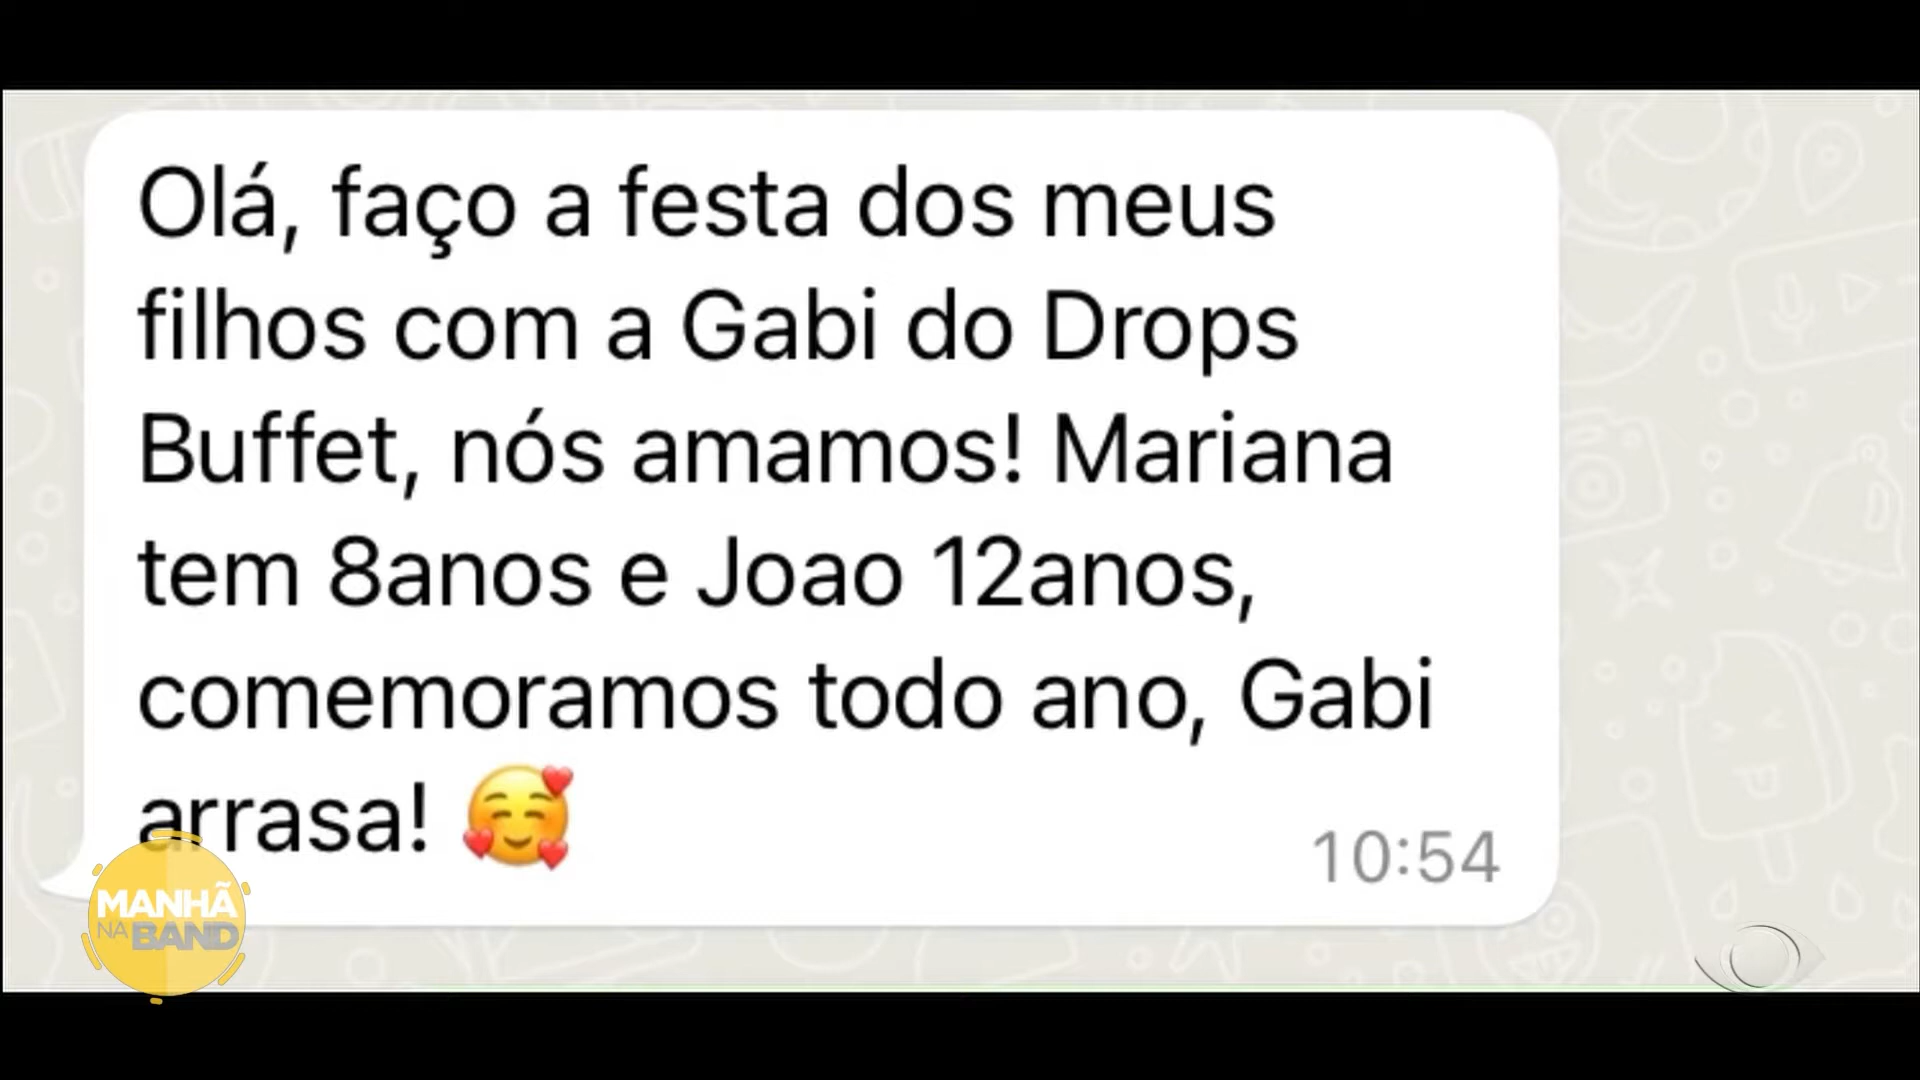 Olá, faço a festa dos meus
filhos com a Gabi do Drops
Buffet, nós amamos! Mariana
tem 8anos e Joao 12anos,
comemoramos todo ano, Gabi
arrasa! 🥰
10:54
MANHÃ
NA BAND